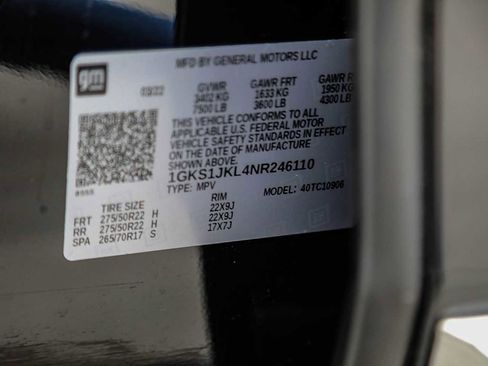 gm
MFD BY GENERAL MOTORS LLC
03/22 GVWR GAWR FRT GAWR R
3402 KG 1633 KG 1950 KG
7500 LB 3600 LB 4300 LB
THIS VEHICLE CONFORMS TO ALL
APPLICABLE U.S. FEDERAL MOTOR
VEHICLE SAFETY STANDARDS IN EFFECT
ON THE DATE OF MANUFACTURE
1GKS1JKL4NR246110
TYPE: MPV MODEL: 40TC10906
TIRE SIZE RIM
FRT 275/50R22 H 22X9J
RR 275/50R22 H 22X9J
SPA 265/70R17 S 17X7J